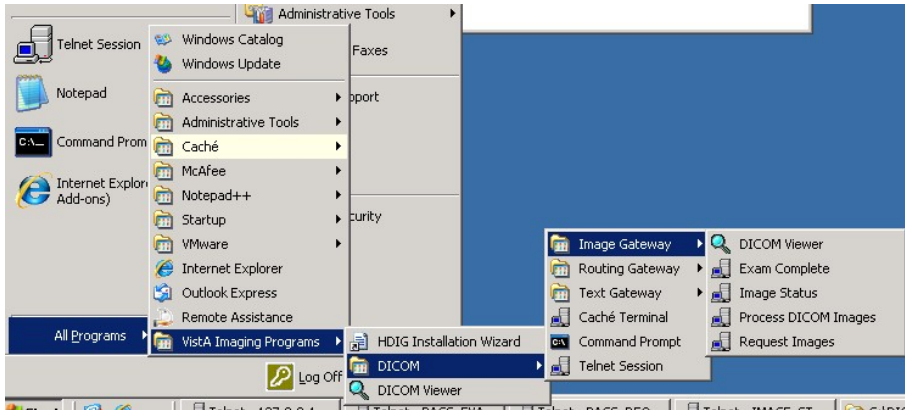 Administrative Tools
Telnet Session
Windows Catalog
Faxes
Windows Update
Notepad
Accessories
pport
Administrative Tools
Command Prom
Caché
McAfee
Internet Explor
Add-ons)
Notepad++
Startup
curity
VMware
Image Gateway
DICOM Viewer
Internet Explorer
Routing Gateway
Exam Complete
Outlook Express
Text Gateway
Image Status
Remote Assistance
Caché Terminal
Process DICOM Images
All Programs
VistA Imaging Programs
HDIG Installation Wizard
Command Prompt
Request Images
DICOM
Telnet Session
Log Off
DICOM Viewer